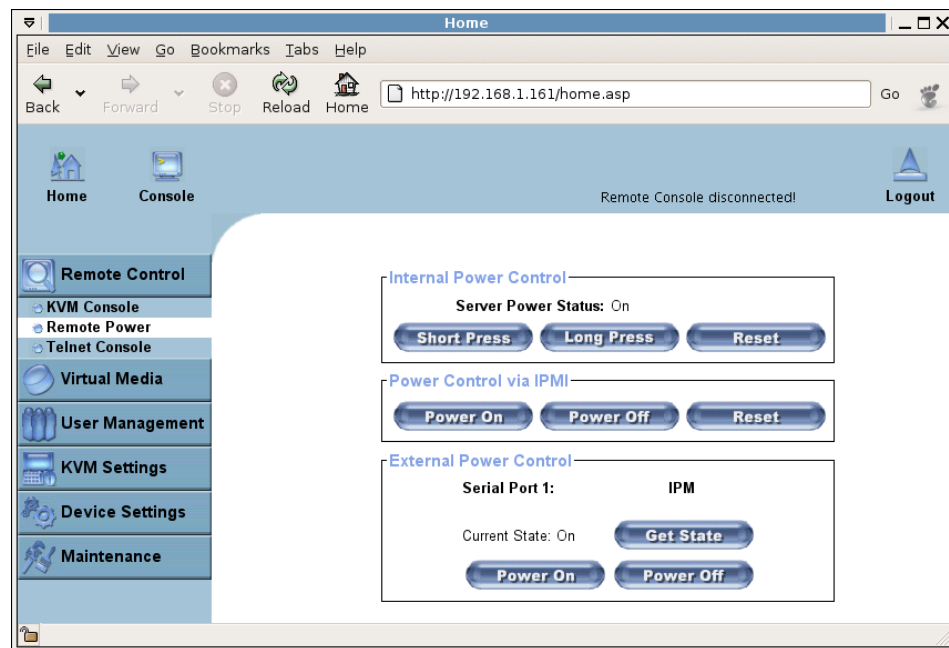 Home
File Edit View Go Bookmarks Tabs Help
Back Forward Stop Reload Home http://192.168.1.161/home.asp Go
Home Console Remote Console disconnected! Logout
Remote Control
KVM Console
Remote Power
Telnet Console
Virtual Media
User Management
KVM Settings
Device Settings
Maintenance
Internal Power Control
Server Power Status: On
Short Press Long Press Reset
Power Control via IPMI
Power On Power Off Reset
External Power Control
Serial Port 1: IPM
Current State: On Get State
Power On Power Off